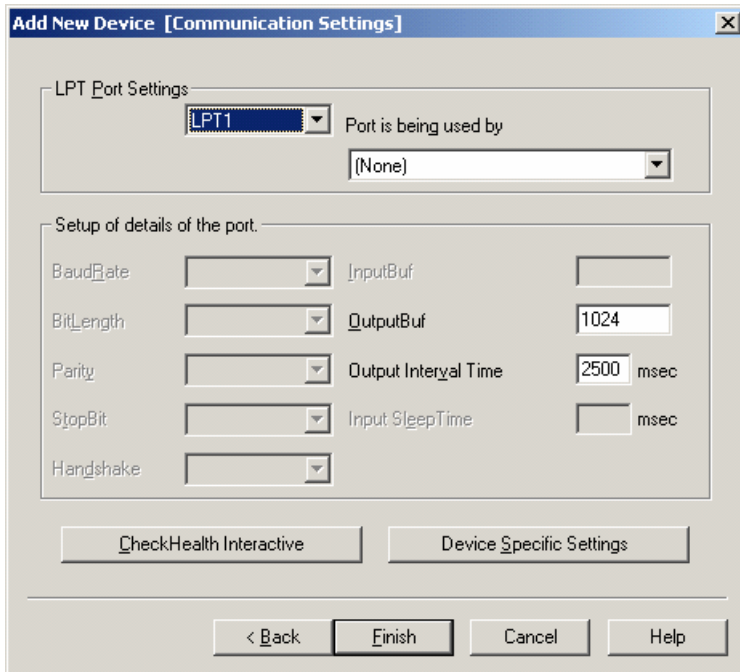 Add New Device [Communication Settings]
LPT Port Settings
LPT1
Port is being used by
(None)
Setup of details of the port.
BaudRate
InputBuf
BitLength
OutputBuf
1024
Parity
Output Interval Time
2500 msec
StopBit
Input SleepTime
msec
Handshake
CheckHealth Interactive
Device Specific Settings
< Back
Finish
Cancel
Help